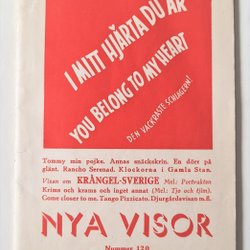 I MITT HJÄRTA DU ÄR
YOU BELONG TO MY HEART
DEN VACKRASTE SCHLAGERN!
Tommy min pojke. Annas snäckskrin. En dörr på
glänt. Rancho Seremad. Klockorna i Gamla Stan.
Visan om KRÅNGEL-SVERIGE Mel: Portvakten
Krims och krams och inget annat (Mel: Tjo och tjim).
Come closer to me. Tango Pizzicato. Djurgårdsvisan m.fl.
NYA VISOR
Nummer 120